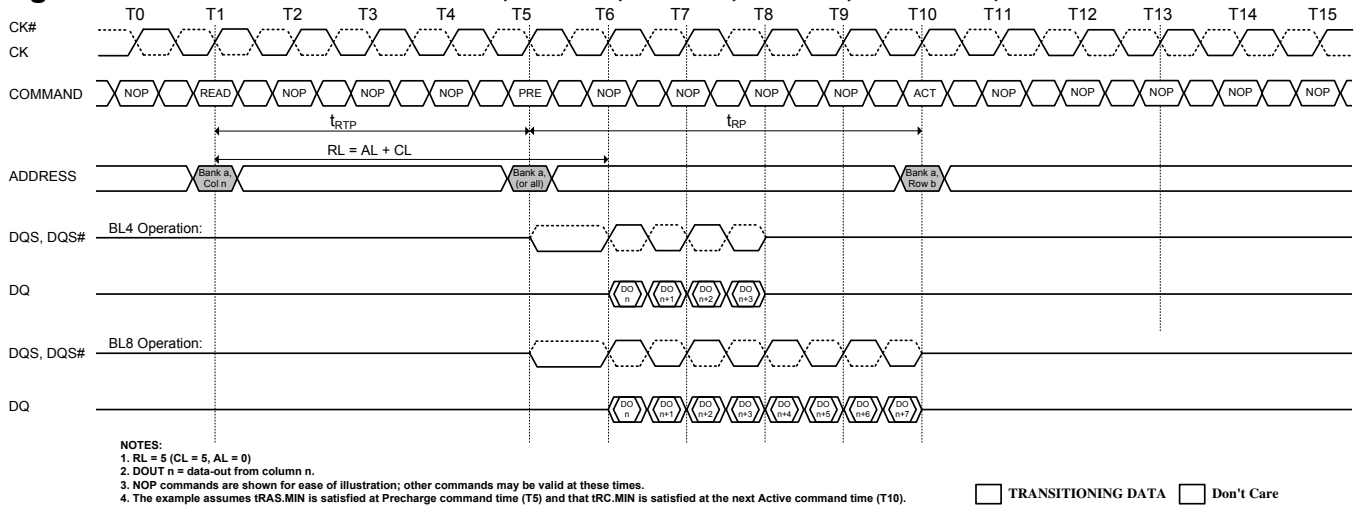 T0 T1 T2 T3 T4 T5 T6 T7 T8 T9 T10 T11 T12 T13 T14 T15
CK#
CK
COMMAND NOP READ NOP NOP NOP PRE NOP NOP NOP NOP ACT NOP NOP NOP NOP NOP
tRTP tRP
RL = AL + CL
ADDRESS Bank a, Col n Bank a, (or all) Bank a, Row b
DQS, DQS# BL4 Operation:
DQ DO n DO n+1 DO n+2 DO n+3
DQS, DQS# BL8 Operation:
DQ DO n DO n+1 DO n+2 DO n+3 DO n+4 DO n+5 DO n+6 DO n+7
NOTES:
1. RL = 5 (CL = 5, AL = 0)
2. DOUT n = data-out from column n.
3. NOP commands are shown for ease of illustration; other commands may be valid at these times.
4. The example assumes tRAS.MIN is satisfied at Precharge command time (T5) and that tRC.MIN is satisfied at the next Active command time (T10).
TRANSITIONING DATA Don't Care